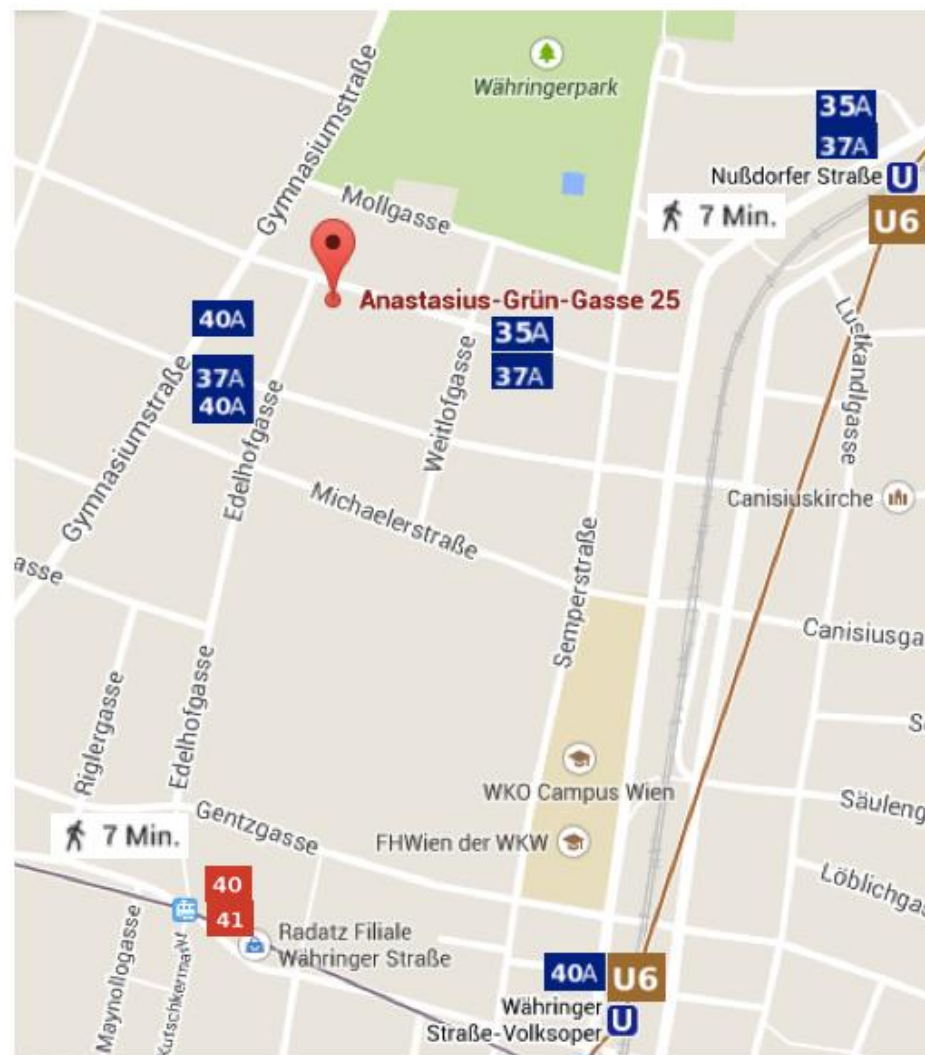 Währingerpark
35A
37A
Nußdorfer Straße U
7 Min.
U6
Gymnasiumstraße
Mollgasse
Anastasius-Grün-Gasse 25
40A
35A
37A
37A
40A
Lustkandlgasse
Weitlofgasse
Edelhofgasse
Gymnasiumstraße
Michaelerstraße
Canisiuskirche
Semperstraße
asse
Canisiusga
Riglergasse
Edelhofgasse
WKO Campus Wien
Säuleng
Gentzgasse
7 Min.
FHWien der WKW
Löblichgas
40
41
Radatz Filiale
Währinger Straße
Maynollogasse
40A U6
Währinger
Straße-Volksoper U